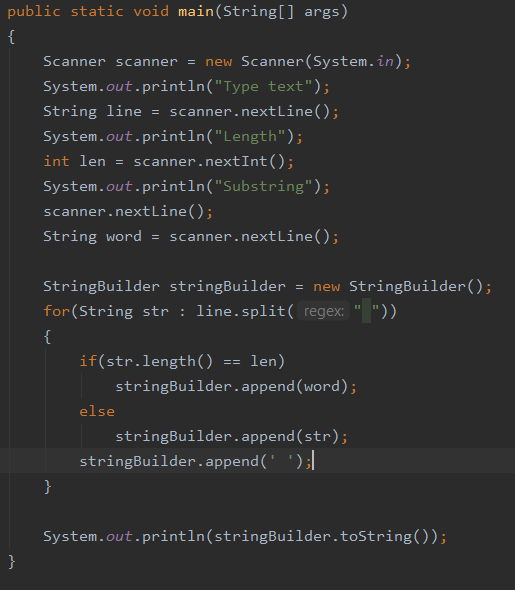 public static void main(String[] args)
{
    Scanner scanner = new Scanner(System.in);
    System.out.println("Type text");
    String line = scanner.nextLine();
    System.out.println("Length");
    int len = scanner.nextInt();
    System.out.println("Substring");
    scanner.nextLine();
    String word = scanner.nextLine();

    StringBuilder stringBuilder = new StringBuilder();
    for(String str : line.split( regex: " "))
    {
        if(str.length() == len)
            stringBuilder.append(word);
        else
            stringBuilder.append(str);
        stringBuilder.append(' ');
    }

    System.out.println(stringBuilder.toString());
}